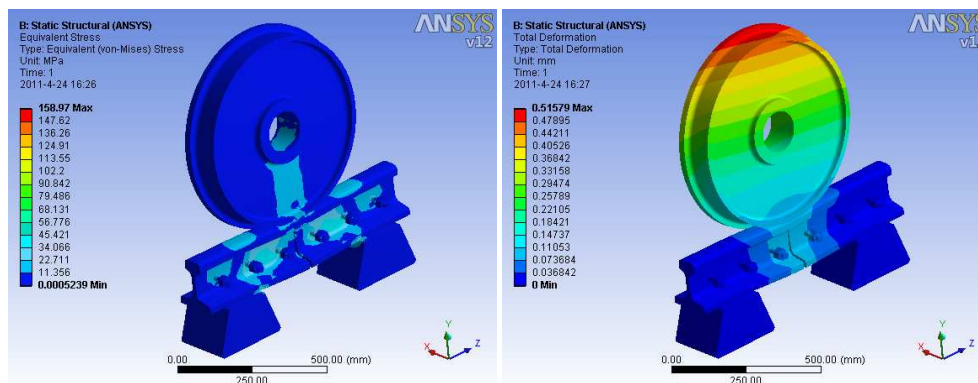 B: Static Structural (ANSYS)
Equivalent Stress
Type: Equivalent (von-Mises) Stress
Unit: MPa
Time: 1
2011-4-24 16:26
158.97 Max
147.62
136.26
124.91
113.55
102.2
90.842
79.486
68.131
56.776
45.421
34.066
22.711
11.356
0.0005239 Min
ANSYS
v12
Y
X
Z
0.00
500.00 (mm)
250.00
B: Static Structural (ANSYS)
Total Deformation
Type: Total Deformation
Unit: mm
Time: 1
2011-4-24 16:27
0.51579 Max
0.47895
0.44211
0.40526
0.36842
0.33158
0.29474
0.25789
0.22105
0.18421
0.14737
0.11053
0.073684
0.036842
0 Min
ANSYS
v12
Y
X
Z
0.00
500.00 (mm)
250.00